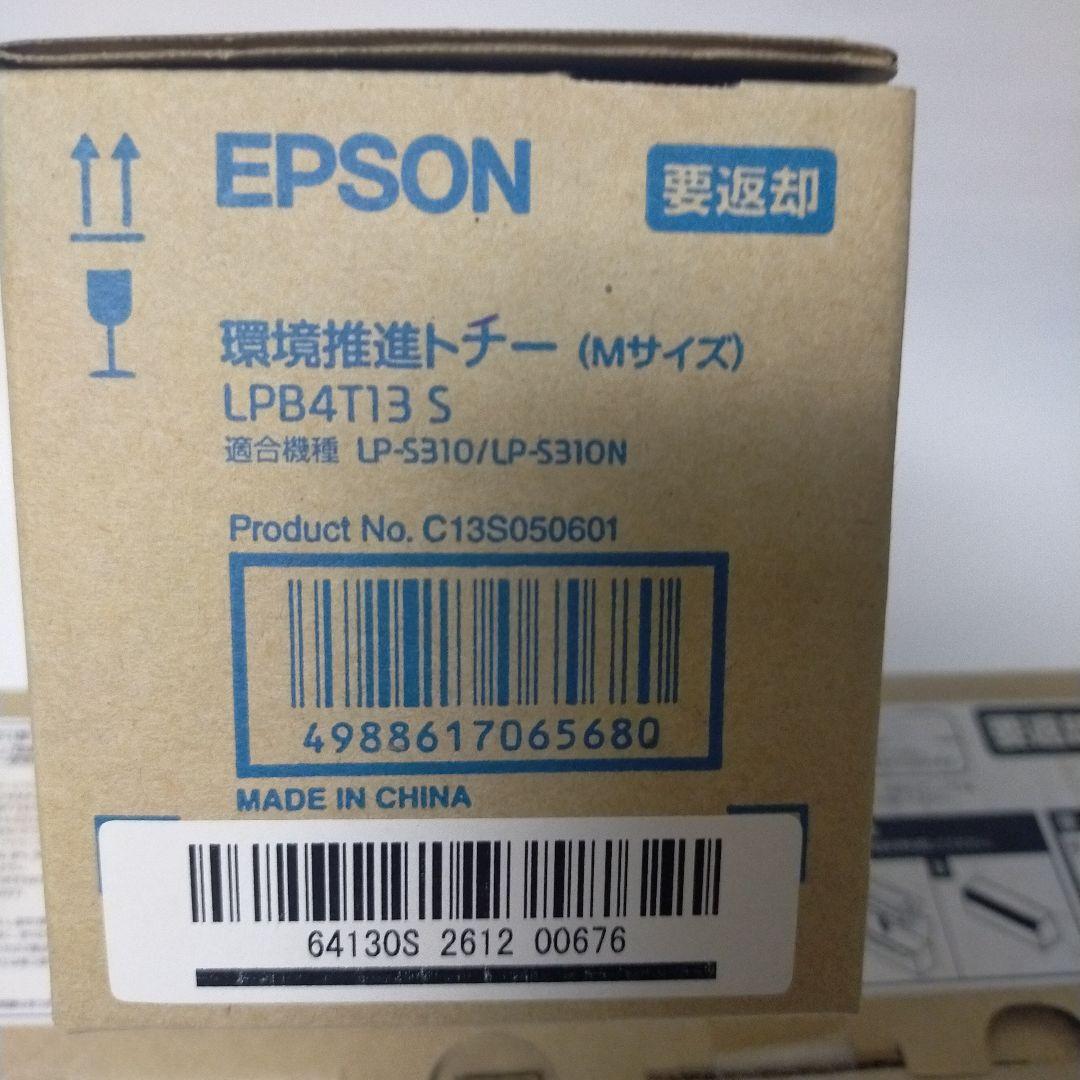 EPSON
要返却
環境推進トナー（Mサイズ）
LPB4T13 S
適合機種 LP-S310/LP-S310N
Product No. C13S050601
4988617065680
MADE IN CHINA
64130S 2612 00676